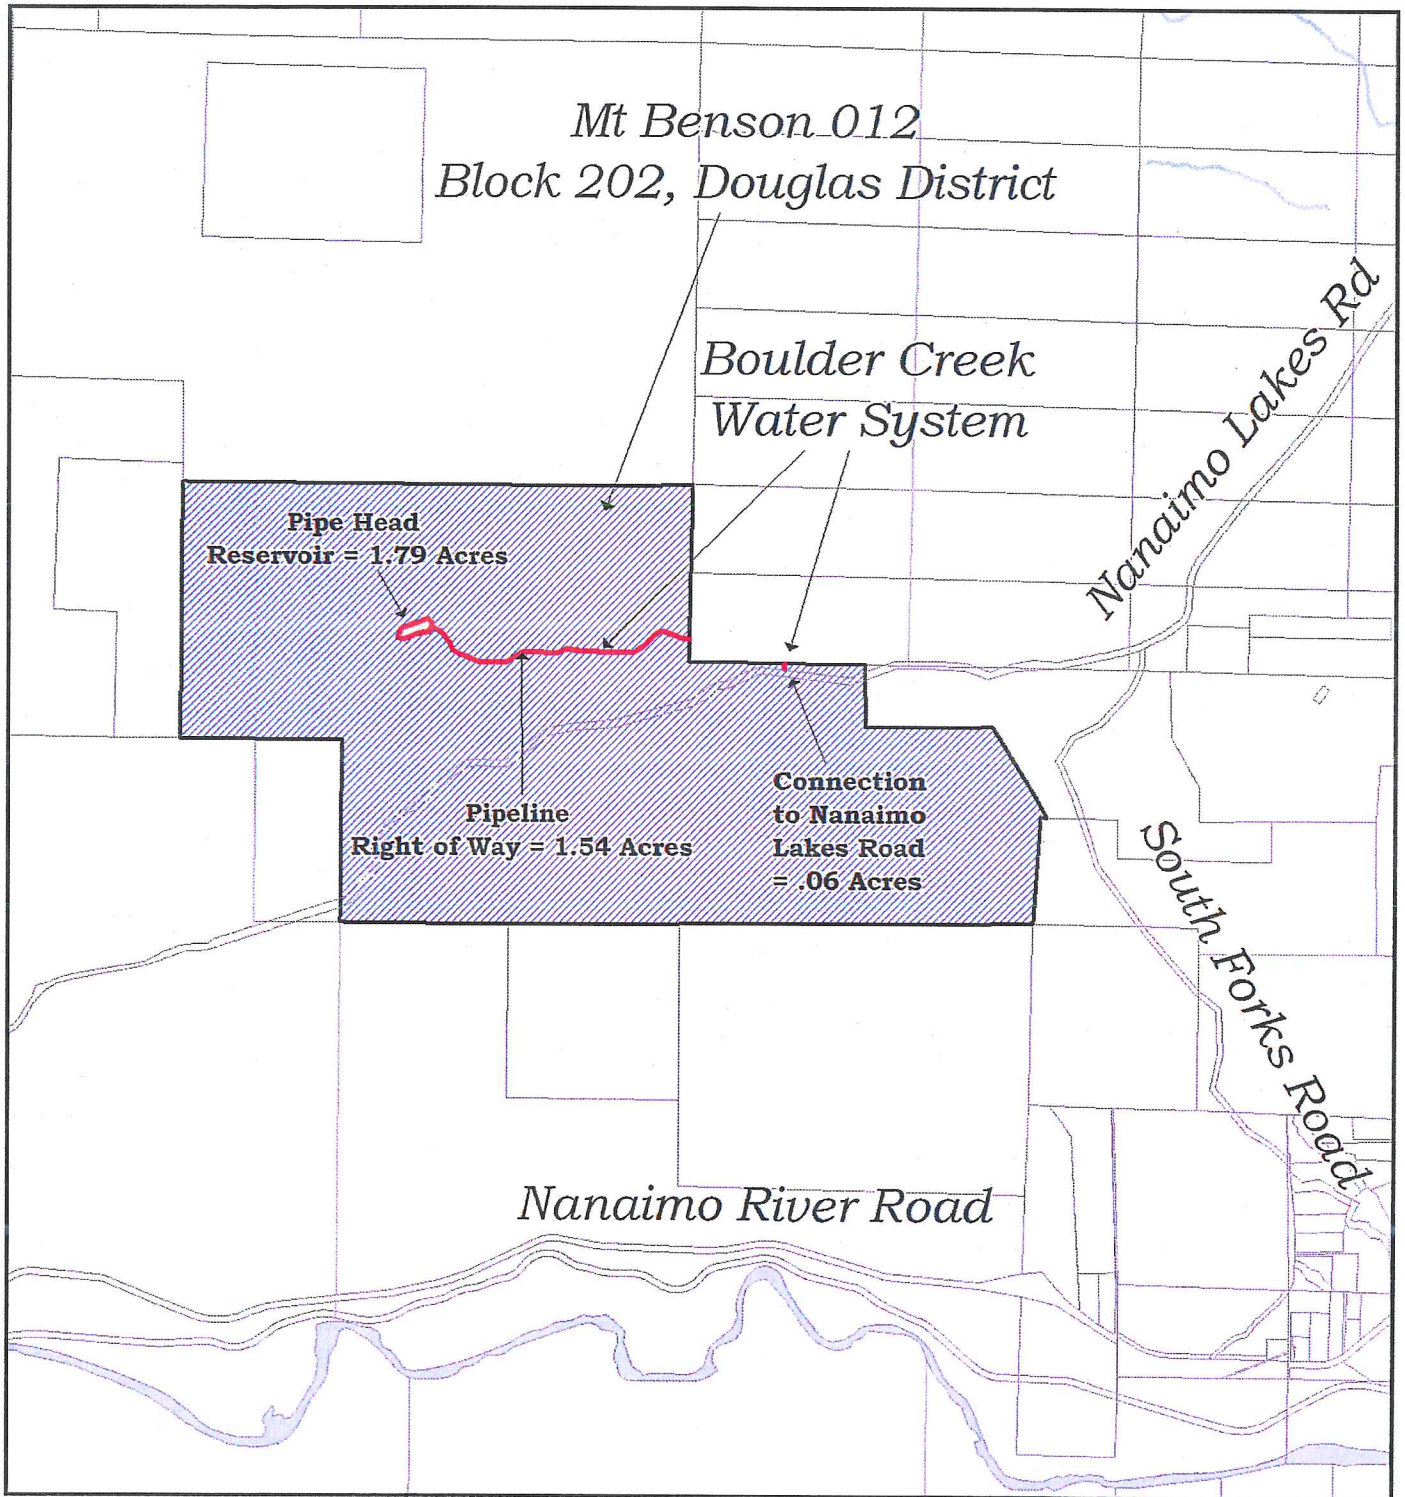 Mt Benson 012
Block 202, Douglas District
Boulder Creek
Water System
Nanaimo Lakes Rd
Pipe Head
Reservoir = 1.79 Acres
Pipeline
Right of Way = 1.54 Acres
Connection
to Nanaimo
Lakes Road
= .06 Acres
South Forks Road
Nanaimo River Road